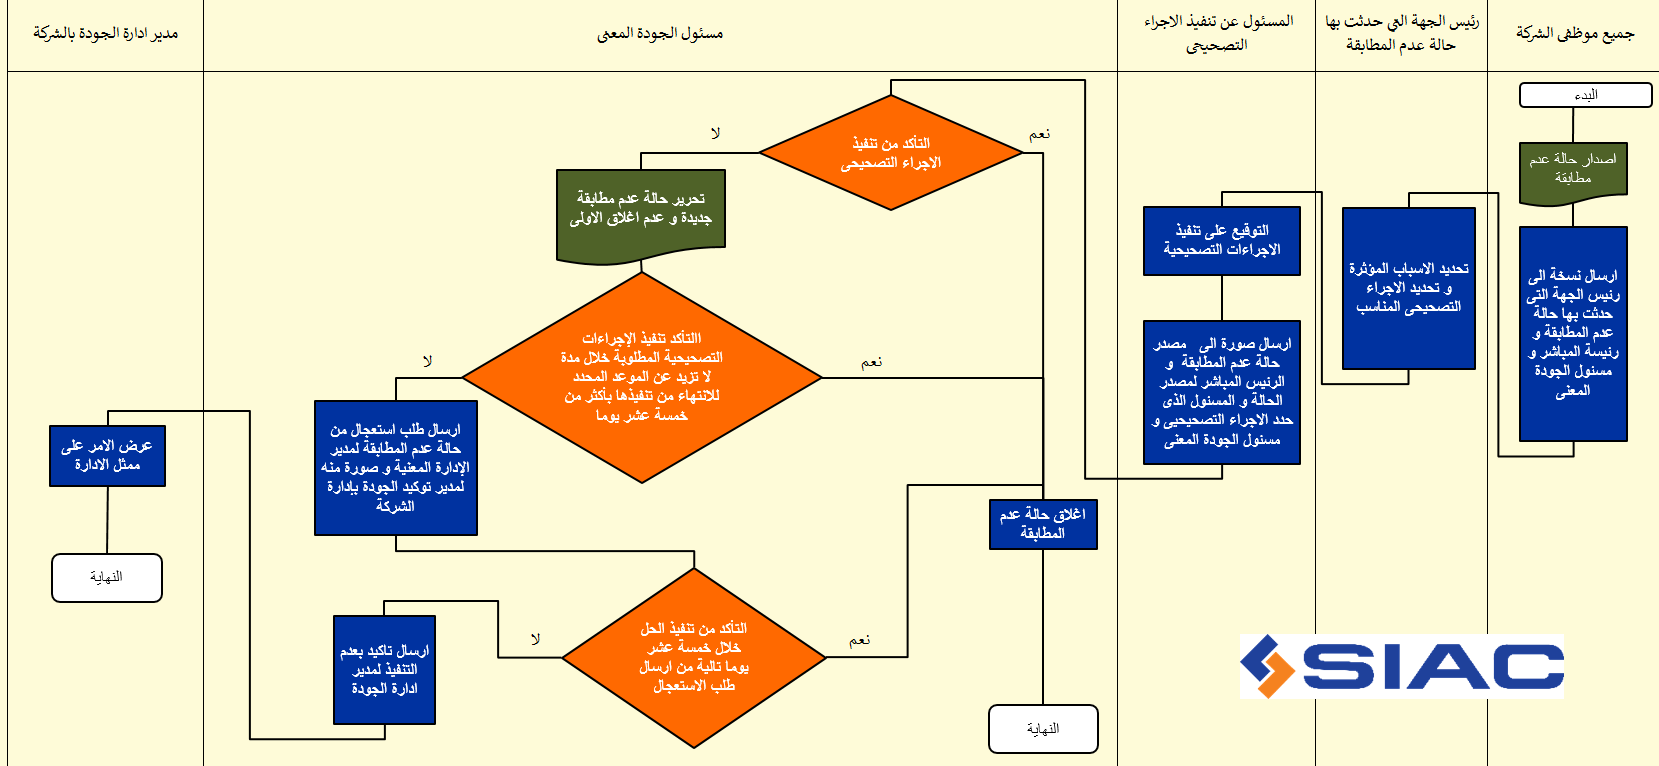 جميع موظفى الشركة
رئيس الجهة التي حدثت بها
حالة عدم المطابقة
المسئول عن تنفيذ الاجراء
التصحيحى
مسئول الجودة المعنى
مدير ادارة الجودة بالشركة
البدء
اصدار حالة عدم
مطابقة
ارسال نسخة الى
رئيس الجهة التى
حدثت بها حالة
عدم المطابقة و
رئيسة المباشر و
مسئول الجودة
المعنى
تحديد الاسباب المؤثرة
و تحديد الاجراء
التصحيحى المناسب
التوقيع على تنفيذ
الاجراءات التصحيحية
ارسال صورة الى مصدر
حالة عدم المطابقة و
الرئيس المباشر لمصدر
الحالة و المسئول الذى
حدد الاجراء التصحيحيى و
مسئول الجودة المعنى
التأكد من تنفيذ
الاجراء التصحيحى
نعم
لا
تحرير حالة عدم مطابقة
جديدة و عدم اغلاق الاولى
االتأكد تنفيذ الإجراءات
التصحيحية المطلوبة خلال مدة
لا تزيد عن الموعد المحدد
للانتهاء من تنفيذها بأكثر من
خمسة عشر يوما
نعم
لا
ارسال طلب استعجال من
حالة عدم المطابقة لمدير
الإدارة المعنية و صورة منه
لمدير توكيد الجودة بإدارة
الشركة
اغلاق حالة عدم
المطابقة
التأكد من تنفيذ الحل
خلال خمسة عشر
يوما تالية من ارسال
طلب الاستعجال
نعم
لا
ارسال تاكيد بعدم
التنفيذ لمدير
ادارة الجودة
النهاية
عرض الامر على
ممثل الادارة
النهاية
SIAC